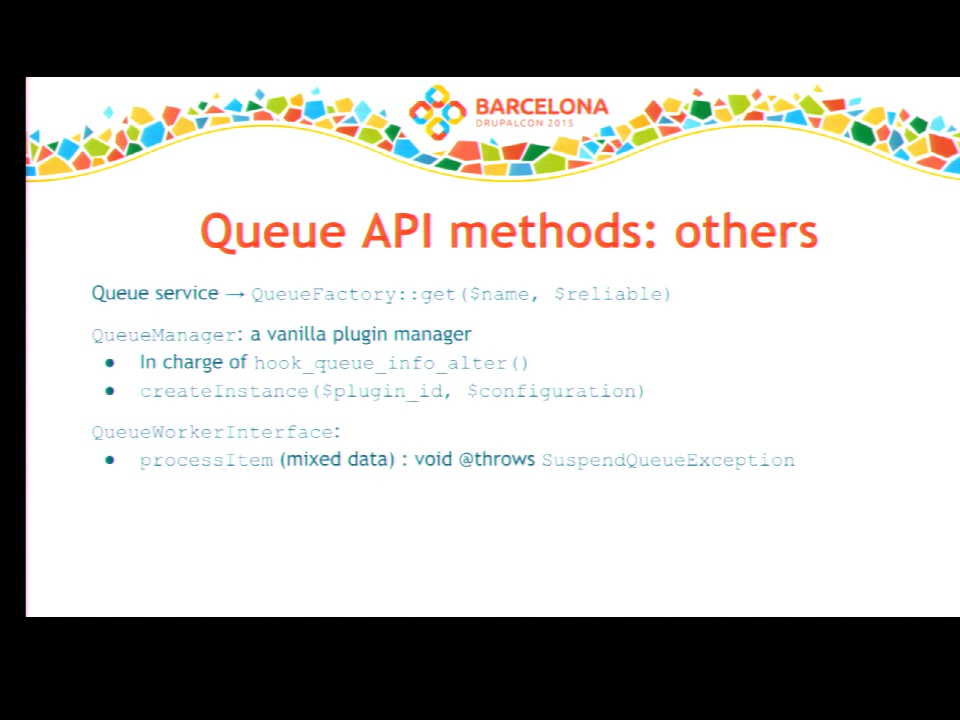 BARCELONA
DRUPALCON 2015
Queue API methods: others
Queue service → QueueFactory::get($name, $reliable)
QueueManager: a vanilla plugin manager
● In charge of hook_queue_info_alter()
● createInstance($plugin_id, $configuration)
QueueWorkerInterface:
● processItem (mixed data) : void @throws SuspendQueueException